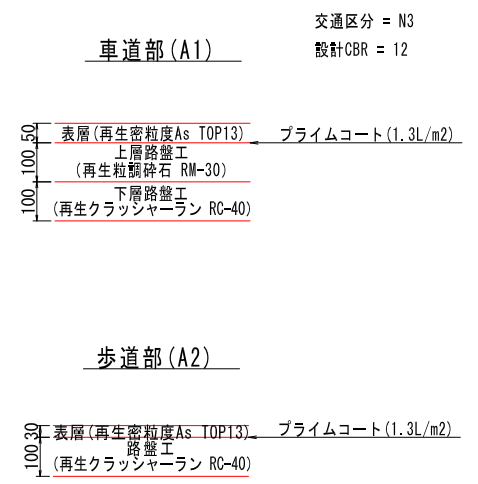 交通区分 = N3
設計CBR = 12
車道部(A1)
50
表層(再生密粒度As TOP13)
プライムコート(1.3L/m2)
100
上層路盤工
(再生粒調砕石 RM-30)
100
下層路盤工
(再生クラッシャーラン RC-40)
歩道部(A2)
30
表層(再生密粒度As TOP13)
プライムコート(1.3L/m2)
100
路盤工
(再生クラッシャーラン RC-40)